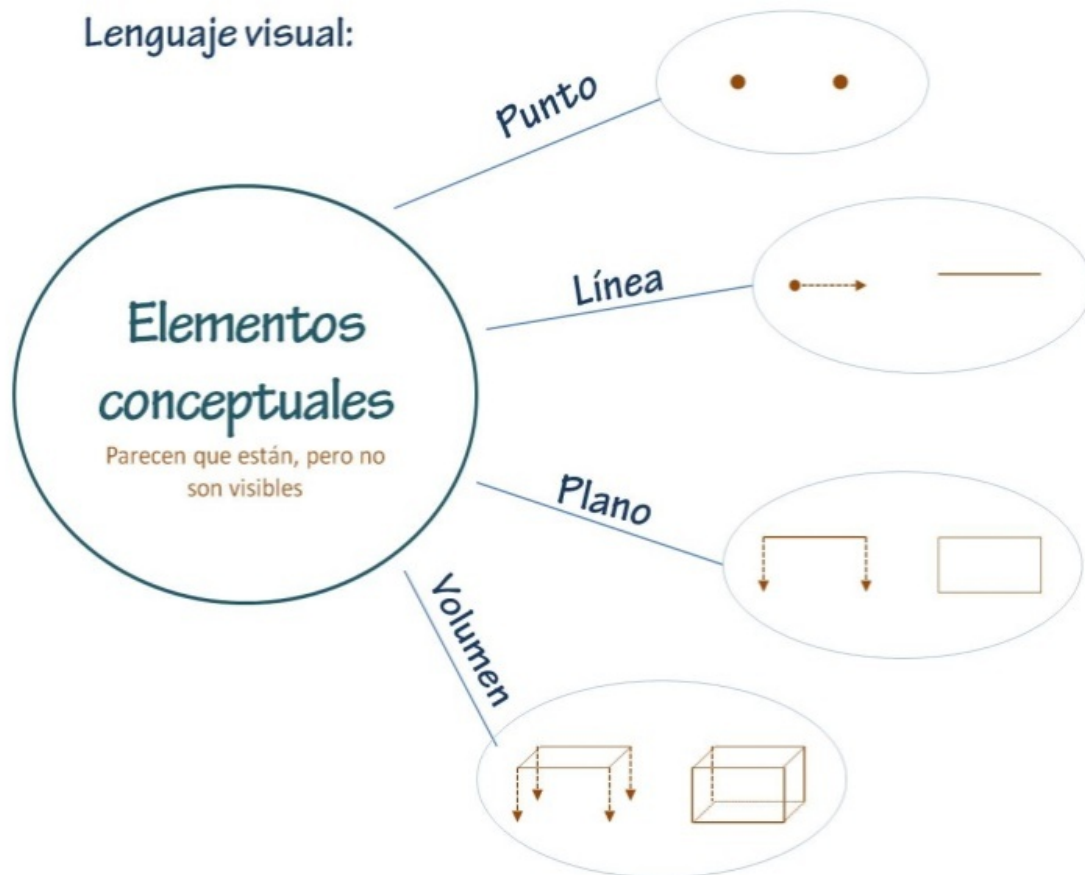 Lenguaje visual:
Punto
Línea
Elementos
conceptuales
Parecen que están, pero no
son visibles
Plano
Volumen